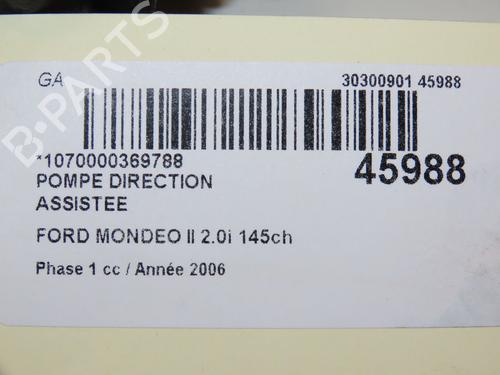 GA
30300901 45988
*1070000369788
45988
POMPE DIRECTION
ASSISTEE
FORD MONDEO II 2.0i 145ch
Phase 1 cc / Année 2006
B-PARTS